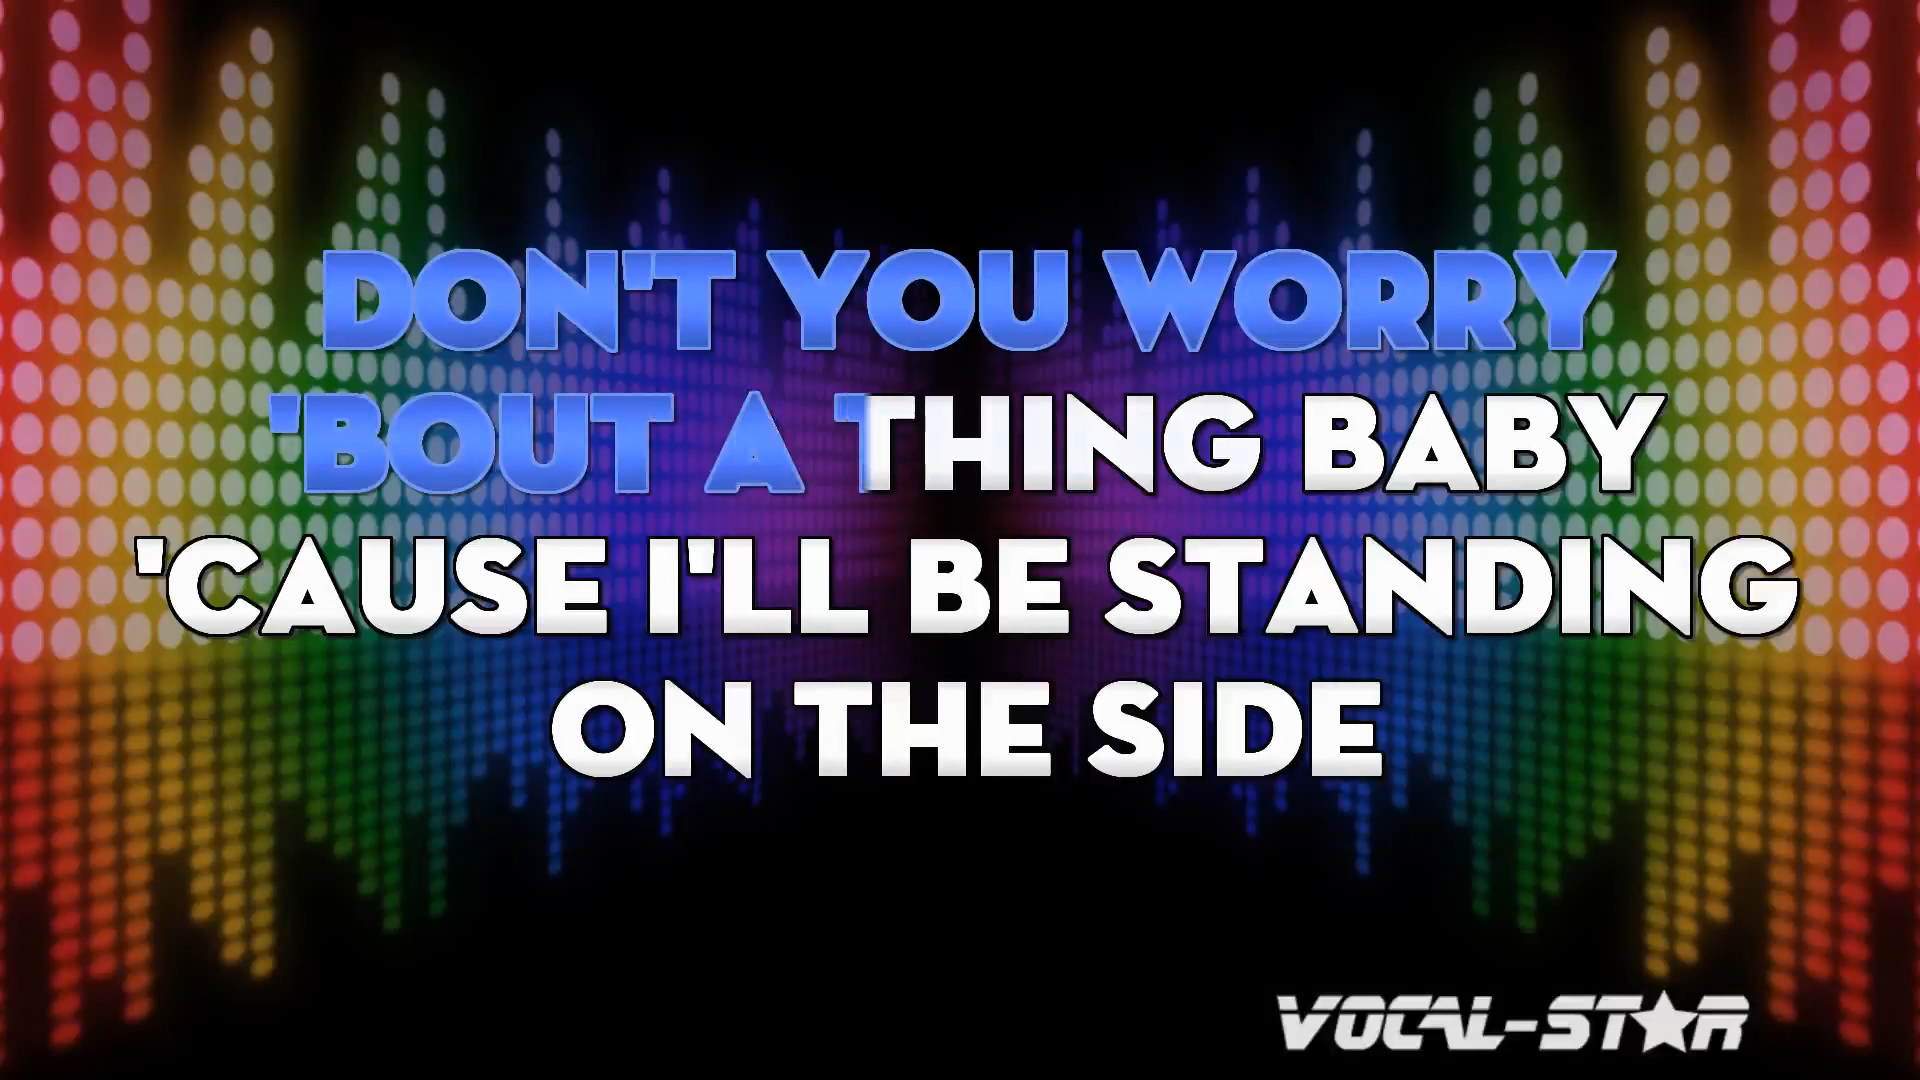 DON'T YOU WORRY
'BOUT A THING BABY
'CAUSE I'LL BE STANDING
ON THE SIDE
VOCAL-STAR